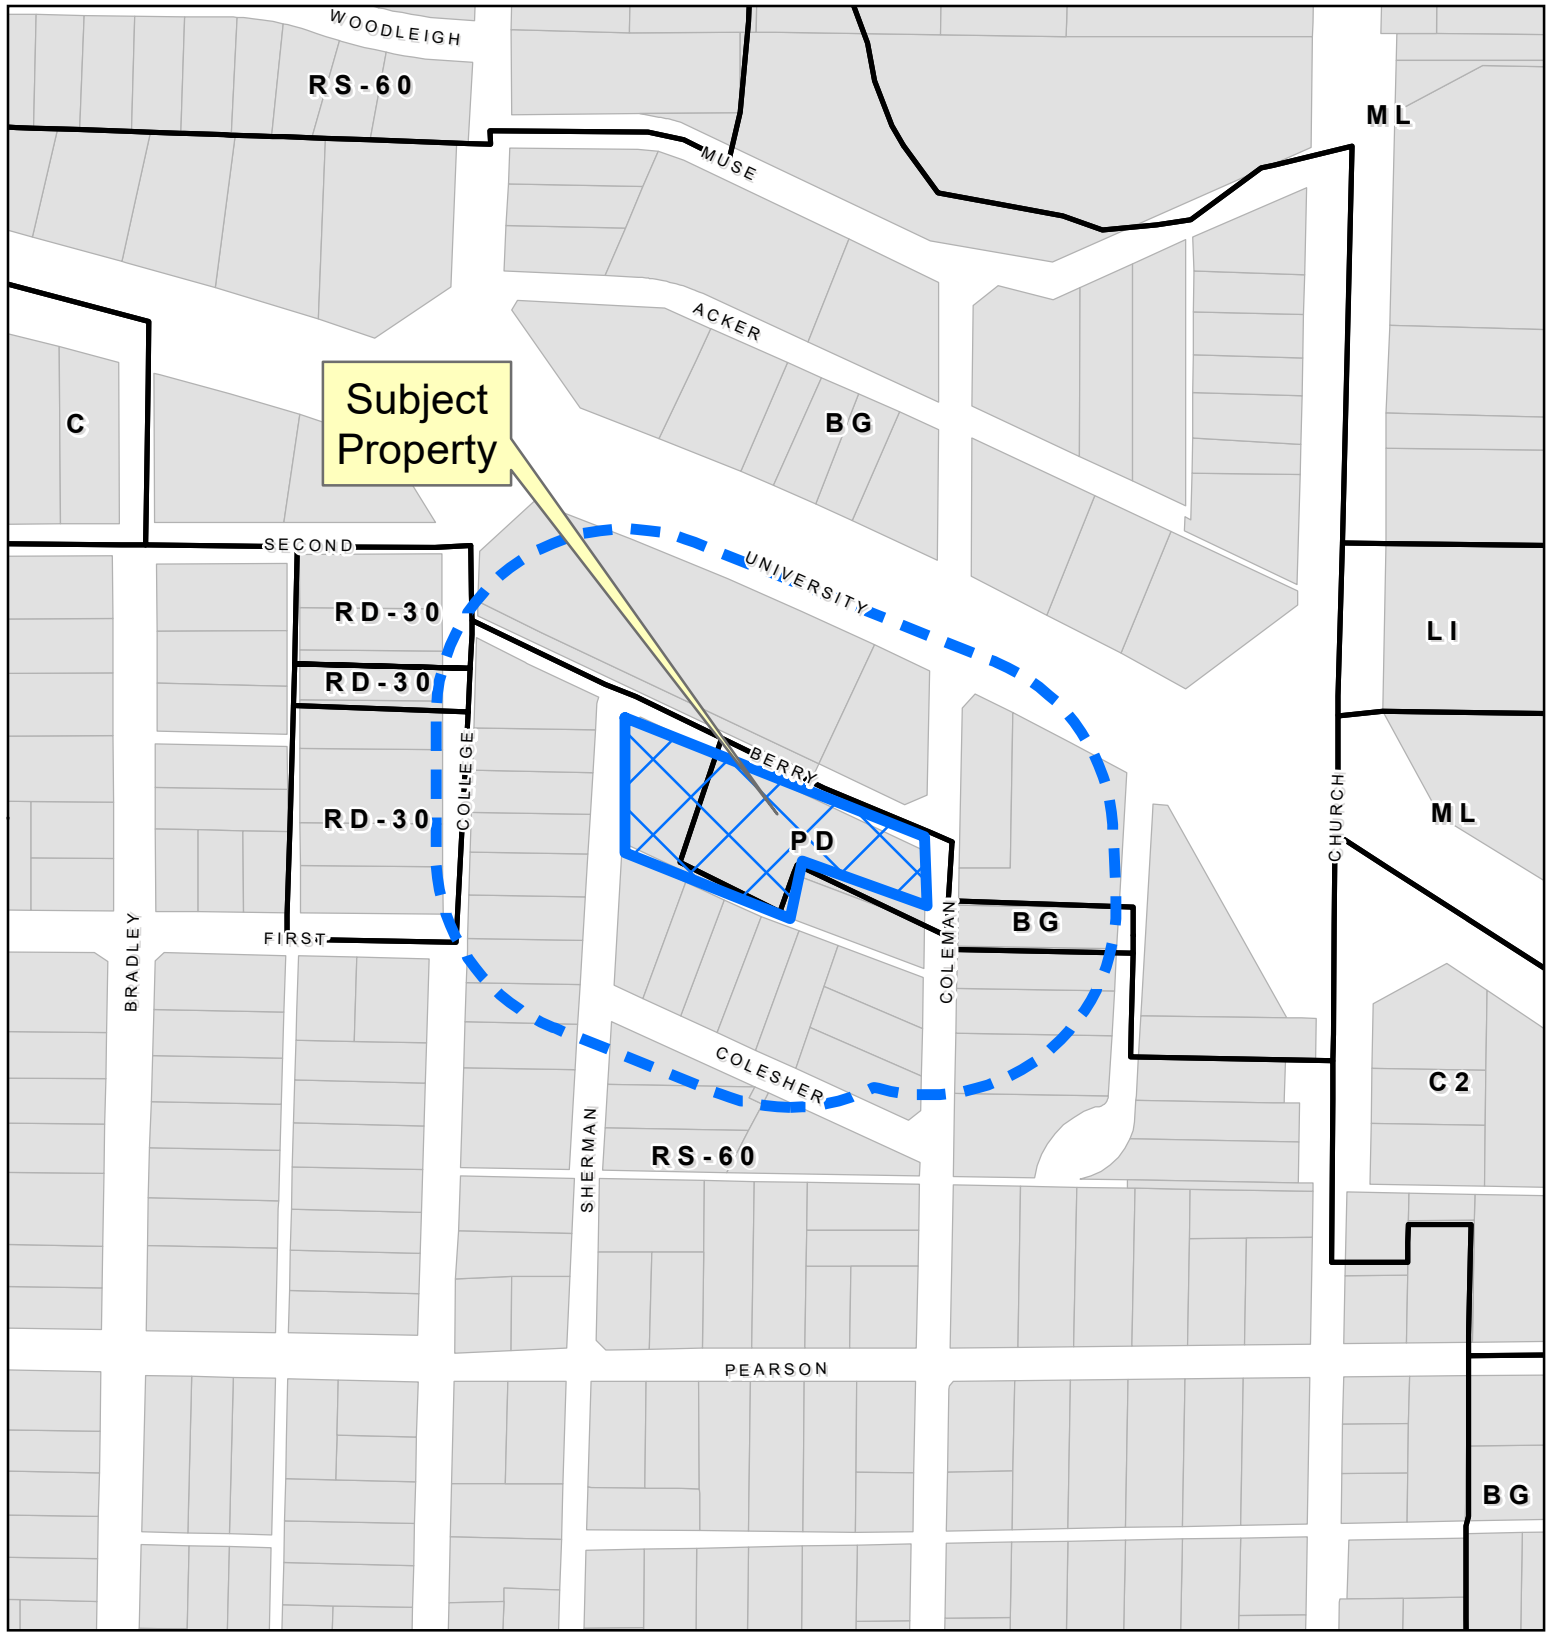 WOODLEIGH
RS-60
ML
MUSE
ACKER
Subject
Property
C
BG
SECOND
UNIVERSITY
RD-30
LI
RD-30
COLLEGE
BERRY
RD-30
PD
CHURCH
ML
BG
FIRST
BRADLEY
COLEMAN
COLESHER
C2
SHERMAN
RS-60
PEARSON
BG